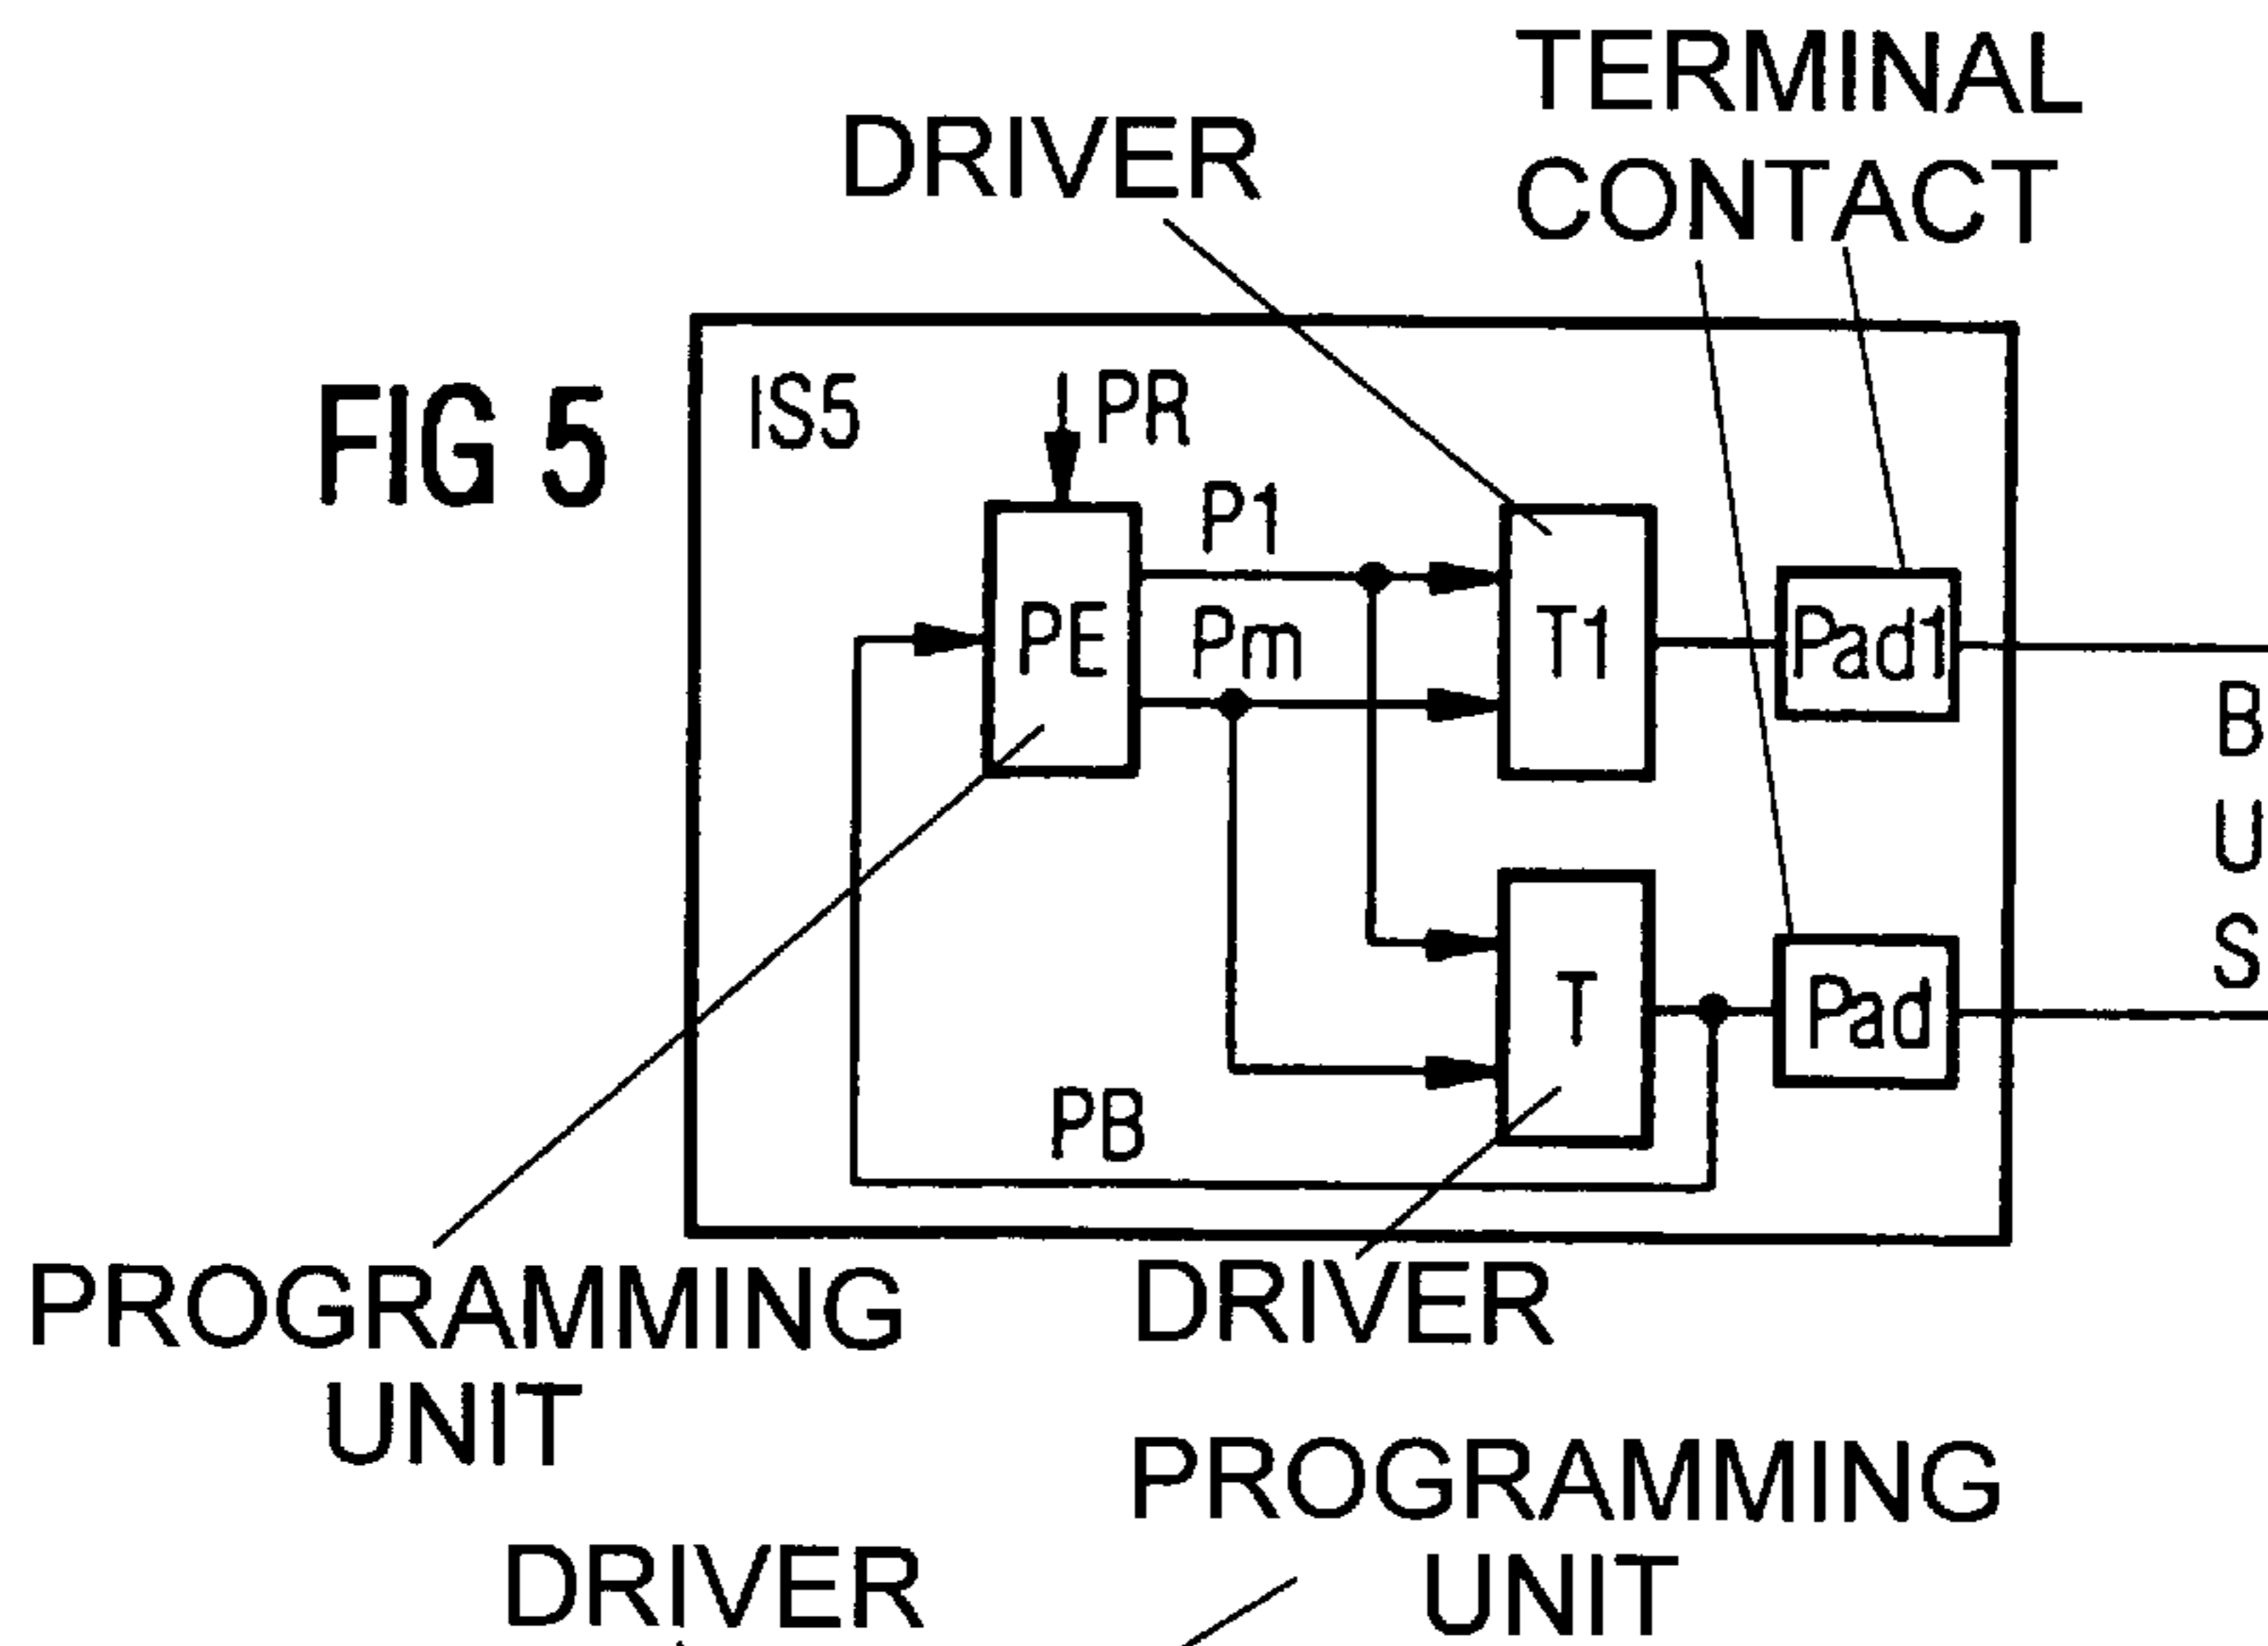 TERMINAL
CONTACT
DRIVER
FIG 5
IS5
PR
P1
Pm
PE
T1
Pad1
B
U
S
T
Pad
PB
PROGRAMMING
UNIT
DRIVER
PROGRAMMING
UNIT
DRIVER